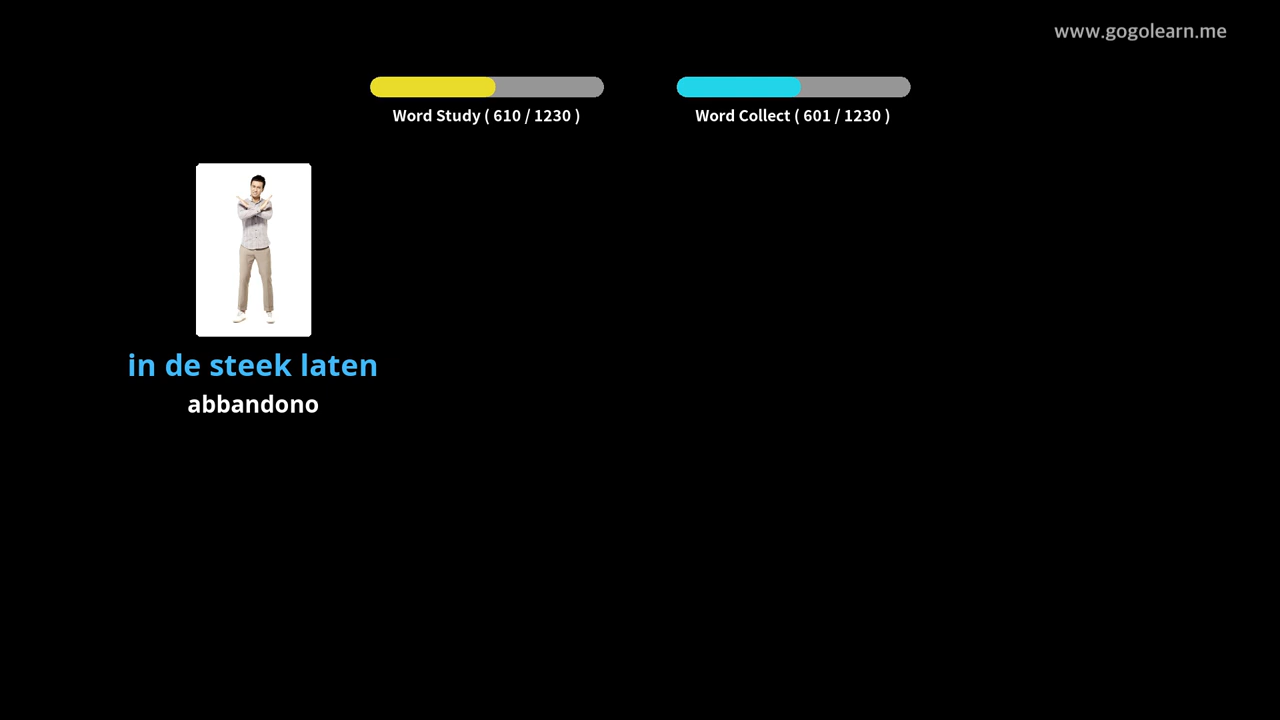 www.gogolearn.me
Word Study ( 610 / 1230 )
Word Collect ( 601 / 1230 )
in de steek laten
abbandono